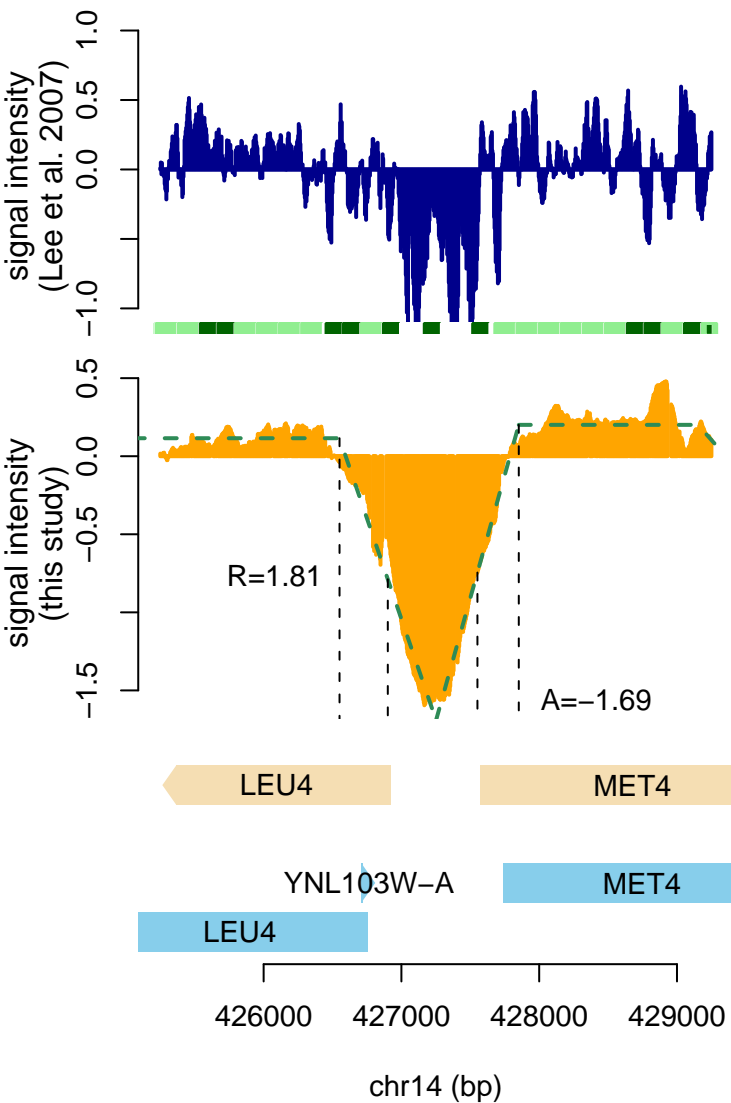 signal intensity
(Lee et al. 2007)
1.0
0.5
0.0
−1.0
signal intensity
(this study)
0.5
0.0
−0.5
−1.5
R=1.81
A=−1.69
LEU4
MET4
YNL103W−A
MET4
LEU4
426000
427000
428000
429000
chr14 (bp)